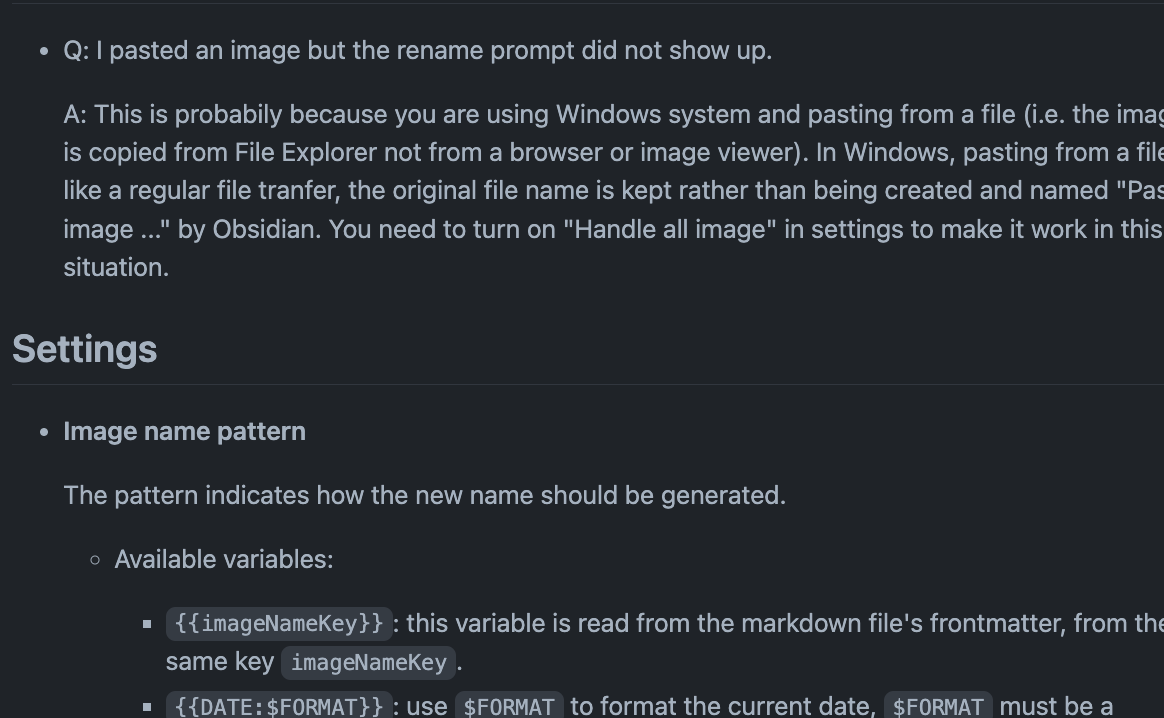 • Q: I pasted an image but the rename prompt did not show up.
A: This is probabily because you are using Windows system and pasting from a file (i.e. the
is copied from File Explorer not from a browser or image viewer). In Windows, pasting from a
like a regular file tranfer, the original file name is kept rather than being created and named
image ..." by Obsidian. You need to turn on "Handle all image" in settings to make it work in this
situation.
Settings
• Image name pattern
The pattern indicates how the new name should be generated.
◦ Available variables:
▪ {{imageNameKey}}: this variable is read from the markdown file's frontmatter, from
same key imageNameKey.
▪ {{DATE:$FORMAT}}: use $FORMAT to format the current date, $FORMAT must be a